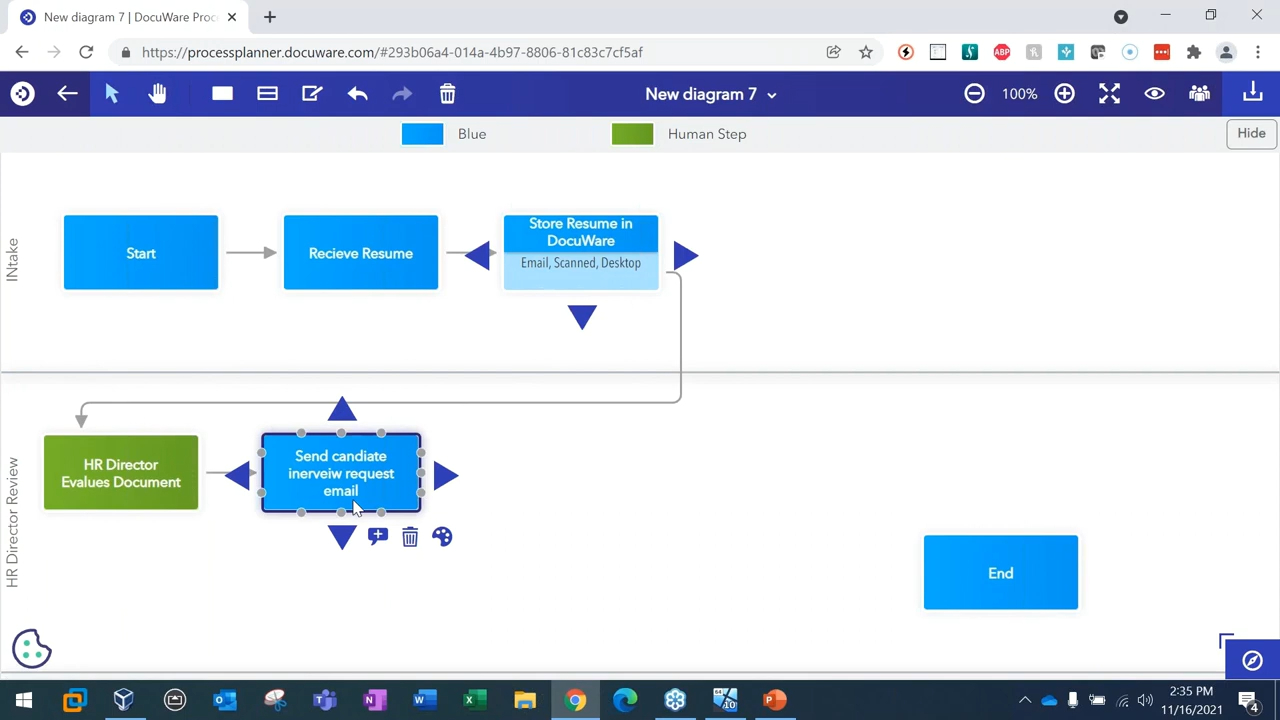 New diagram 7 | DocuWare Proc
https://processplanner.docuware.com/#293b06a4-014a-4b97-8806-81c83c7cf5af
ABP
New diagram 7
100%
Blue
Human Step
Hide
INtake
Start
Recieve Resume
Store Resume in
DocuWare
Email, Scanned, Desktop
HR Director Review
HR Director
Evalues Document
Send candiate
inerveiw request
email
End
2:35 PM
11/16/2021
4